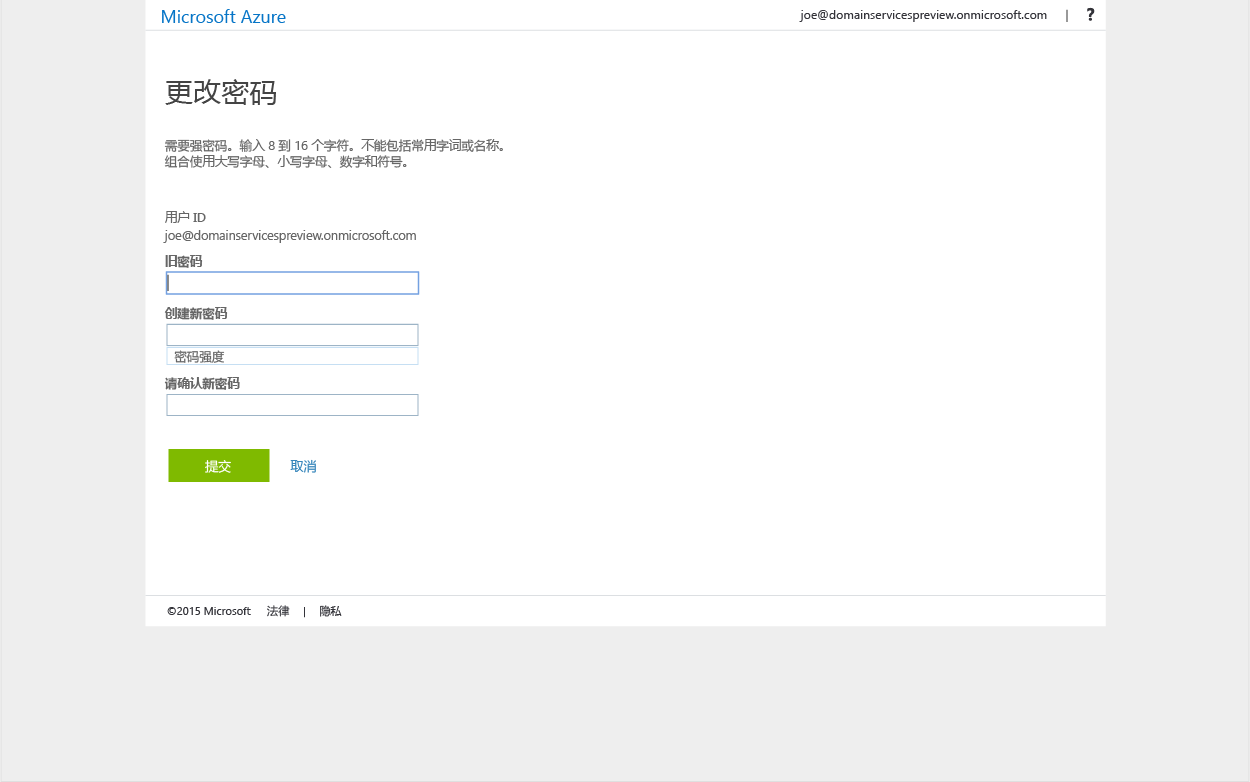 Microsoft Azure
joe@domainservicespreview.onmicrosoft.com | ?
更改密码
需要强密码。输入 8 到 16 个字符。不能包括常用字词或名称。
组合使用大写字母、小写字母、数字和符号。
用户 ID
joe@domainservicespreview.onmicrosoft.com
旧密码
创建新密码
密码强度
请确认新密码
提交 取消
©2015 Microsoft 法律 | 隐私